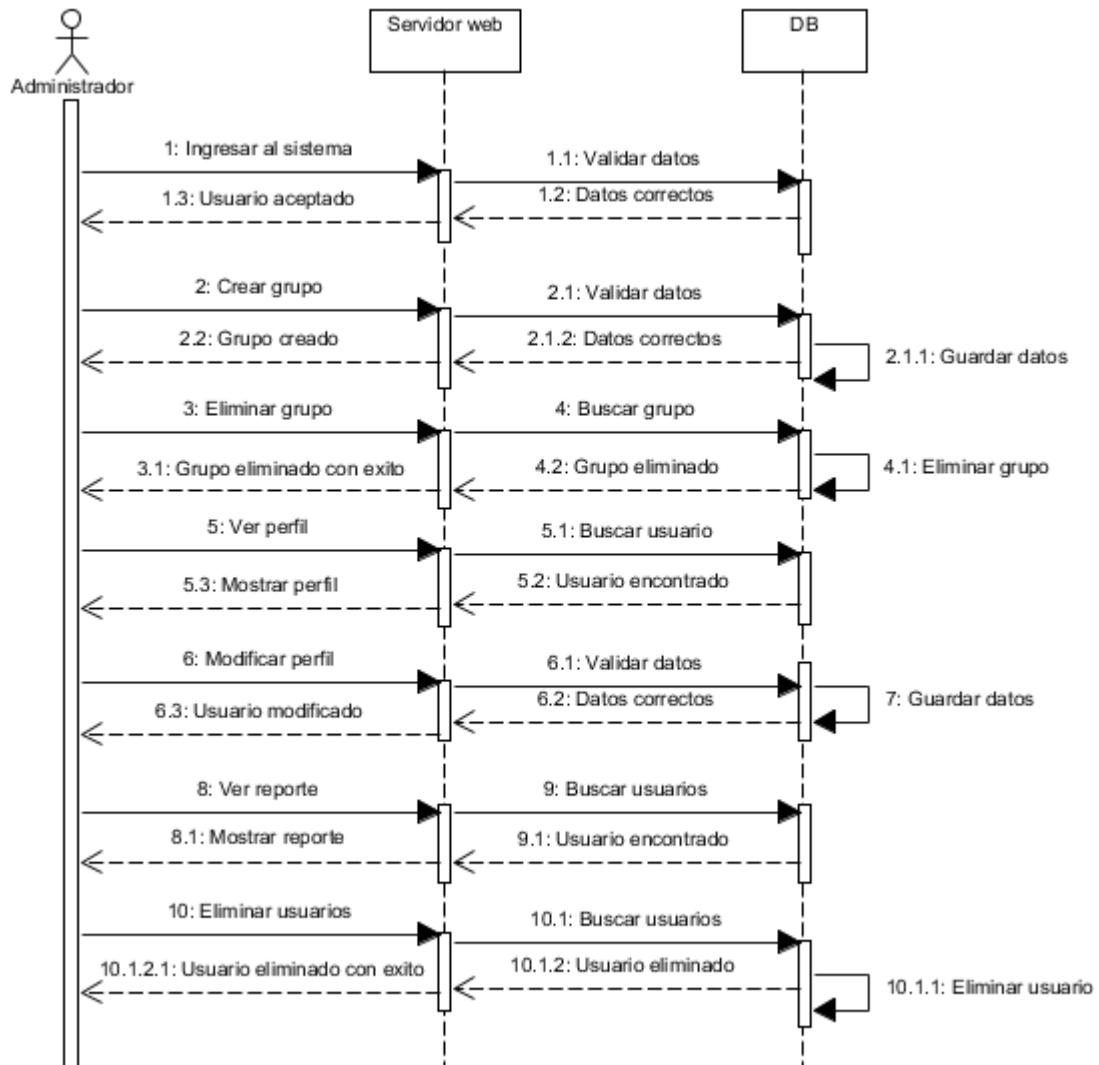 Servidor web
DB
Administrador
1: Ingresar al sistema
1.1: Validar datos
1.3: Usuario aceptado
1.2: Datos correctos
2: Crear grupo
2.1: Validar datos
2.2: Grupo creado
2.1.2: Datos correctos
2.1.1: Guardar datos
3: Eliminar grupo
4: Buscar grupo
3.1: Grupo eliminado con exito
4.2: Grupo eliminado
4.1: Eliminar grupo
5: Ver perfil
5.1: Buscar usuario
5.3: Mostrar perfil
5.2: Usuario encontrado
6: Modificar perfil
6.1: Validar datos
6.3: Usuario modificado
6.2: Datos correctos
7: Guardar datos
8: Ver reporte
9: Buscar usuarios
8.1: Mostrar reporte
9.1: Usuario encontrado
10: Eliminar usuarios
10.1: Buscar usuarios
10.1.2.1: Usuario eliminado con exito
10.1.2: Usuario eliminado
10.1.1: Eliminar usuario